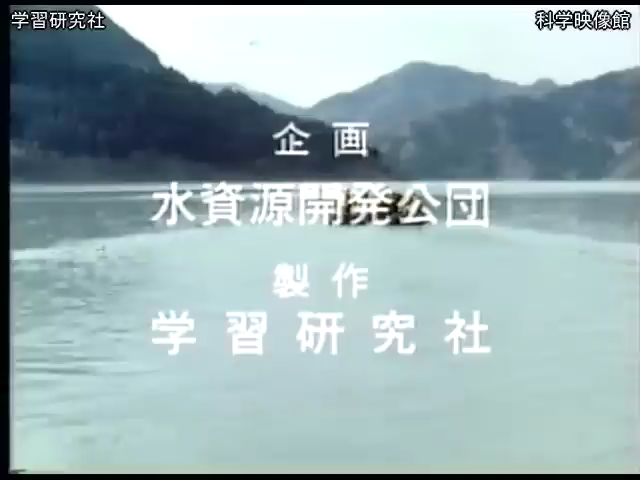 学習研究社
科学映像館
企画
水資源開発公団
製作
学習研究社